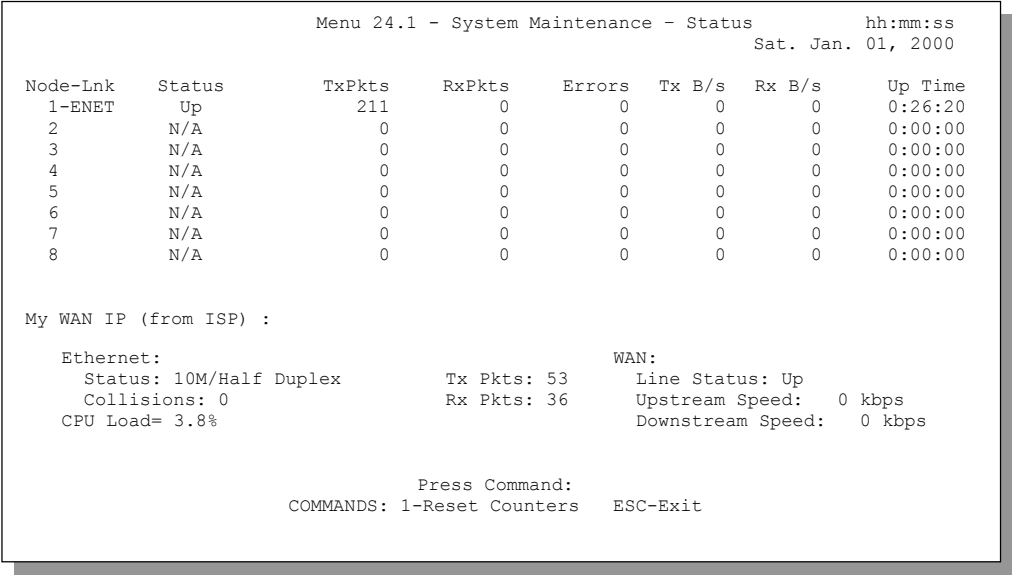 Menu 24.1 - System Maintenance – Status hh:mm:ss
Sat. Jan. 01, 2000
Node-Lnk Status TxPkts RxPkts Errors Tx B/s Rx B/s Up Time
1-ENET Up 211 0 0 0 0 0:26:20
2 N/A 0 0 0 0 0 0:00:00
3 N/A 0 0 0 0 0 0:00:00
4 N/A 0 0 0 0 0 0:00:00
5 N/A 0 0 0 0 0 0:00:00
6 N/A 0 0 0 0 0 0:00:00
7 N/A 0 0 0 0 0 0:00:00
8 N/A 0 0 0 0 0 0:00:00
My WAN IP (from ISP) :
Ethernet: WAN:
Status: 10M/Half Duplex Tx Pkts: 53 Line Status: Up
Collisions: 0 Rx Pkts: 36 Upstream Speed: 0 kbps
CPU Load= 3.8% Downstream Speed: 0 kbps
Press Command:
COMMANDS: 1-Reset Counters ESC-Exit